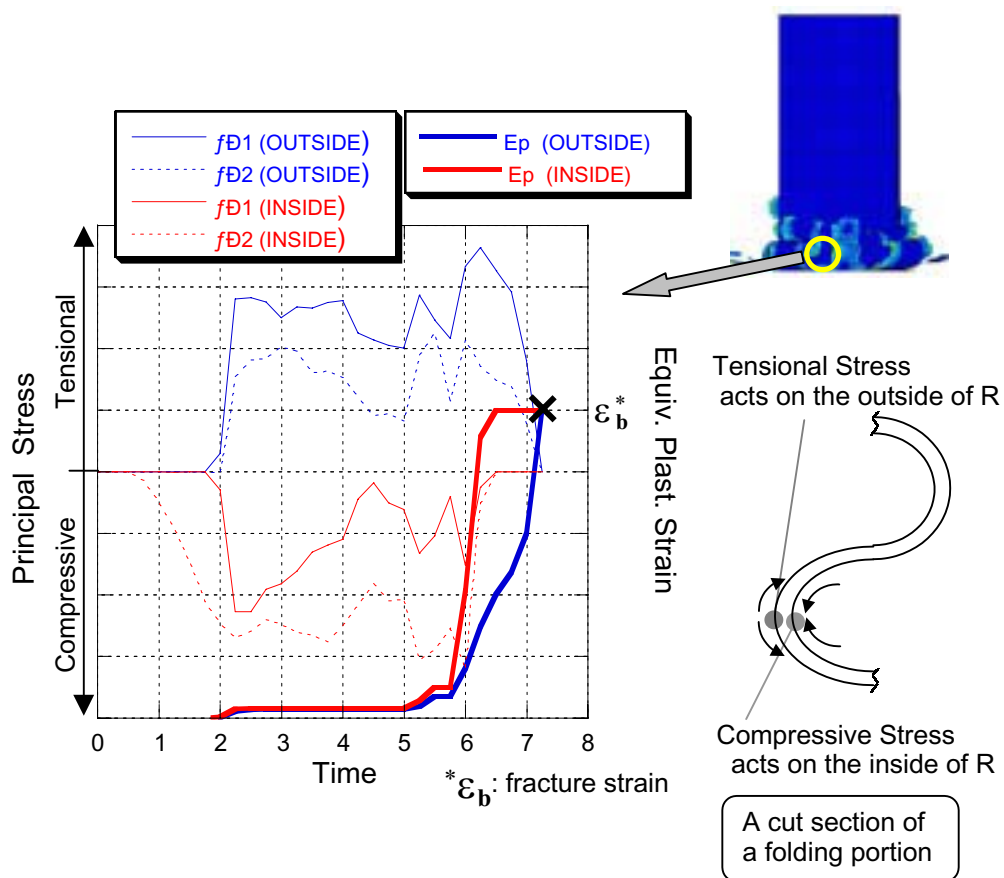 ƒÐ1 (OUTSIDE)
ƒÐ2 (OUTSIDE)
ƒÐ1 (INSIDE)
ƒÐ2 (INSIDE)
Ep (OUTSIDE)
Ep (INSIDE)
Principal Stress
Compressive
Tensional
Equiv. Plast. Strain
ε*b
0 1 2 3 4 5 6 7 8
Time
*εb: fracture strain
Tensional Stress
acts on the outside of R
Compressive Stress
acts on the inside of R
A cut section of
a folding portion